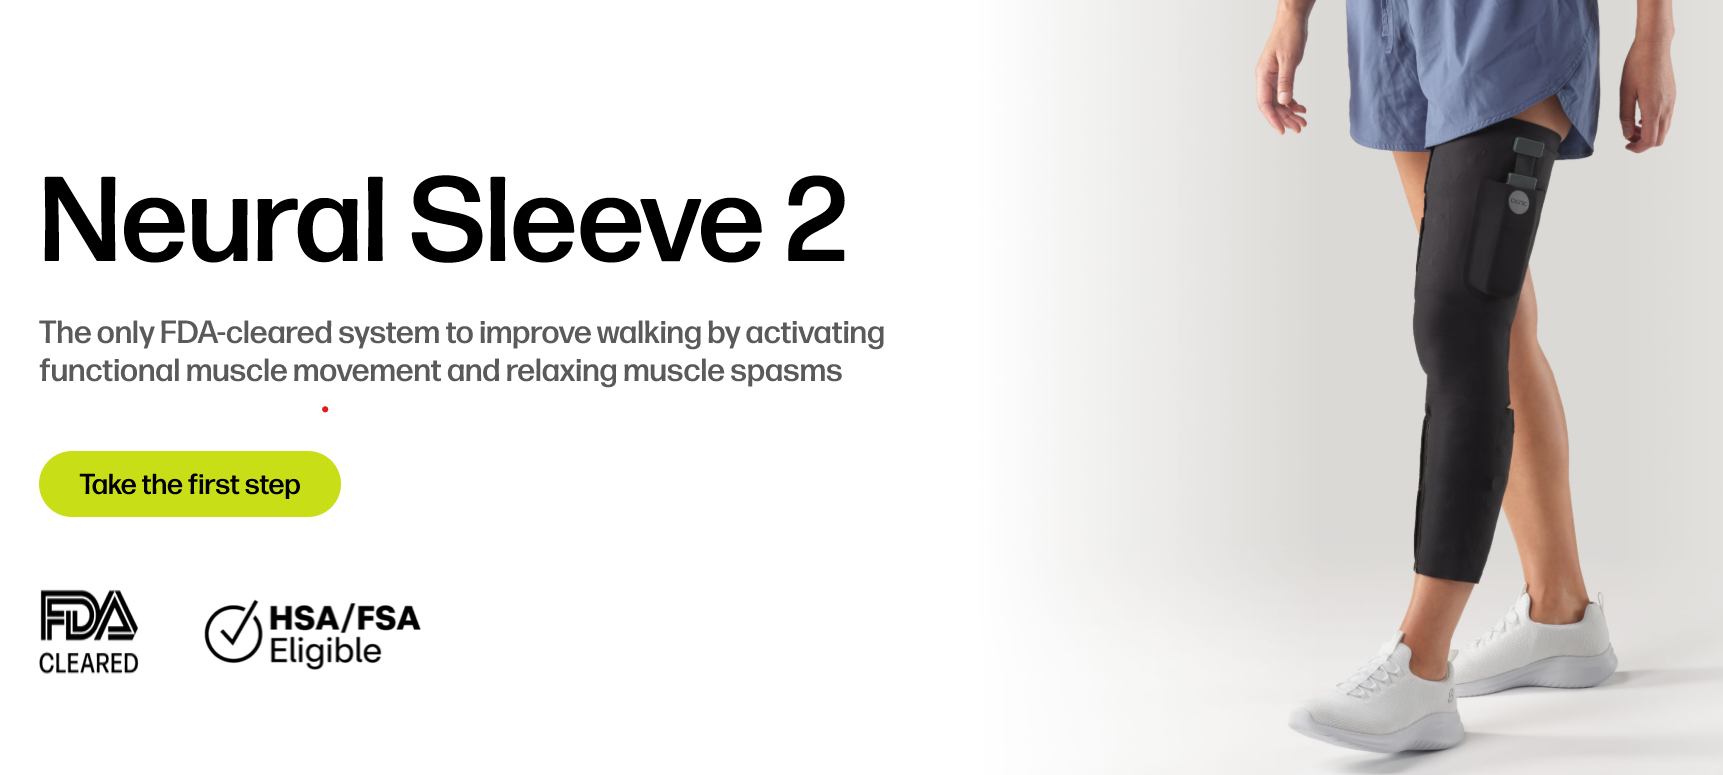 Neural Sleeve 2
The only FDA-cleared system to improve walking by activating
functional muscle movement and relaxing muscle spasms
Take the first step
FDA
CLEARED
HSA/FSA
Eligible